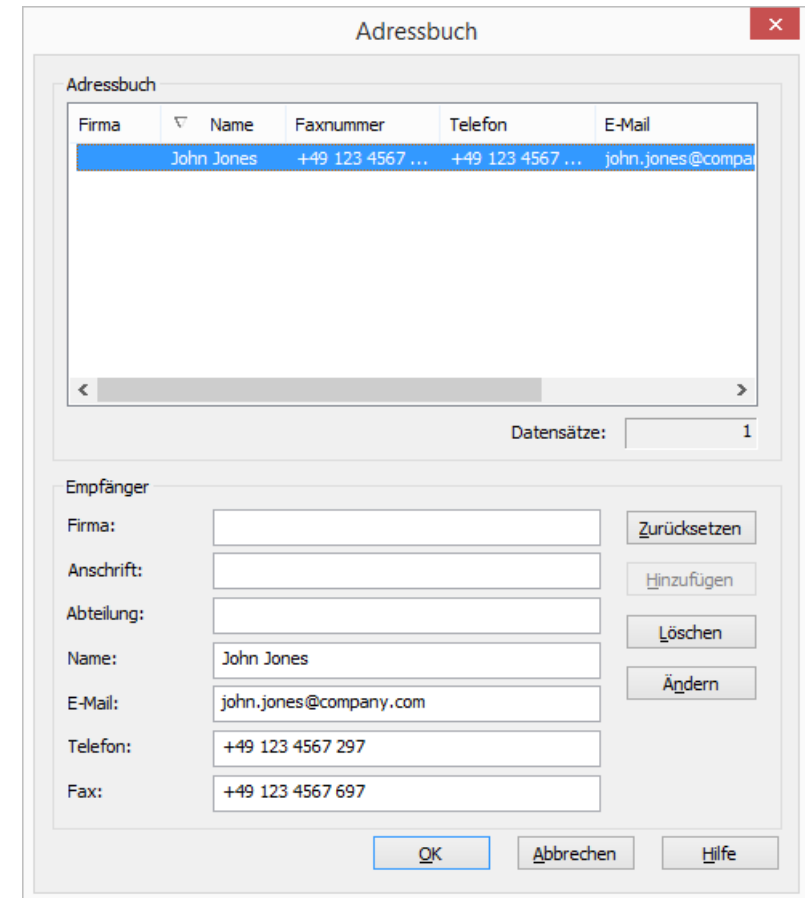 Adressbuch
Adressbuch
Firma Name Faxnummer Telefon E-Mail
John Jones +49 123 4567 ... +49 123 4567 ... john.jones@compa
Datensätze: 1
Empfänger
Firma: Zurücksetzen
Anschrift: Hinzufügen
Abteilung: Löschen
Name: John Jones
Ändern
E-Mail: john.jones@company.com
Telefon: +49 123 4567 297
Fax: +49 123 4567 697
OK Abbrechen Hilfe